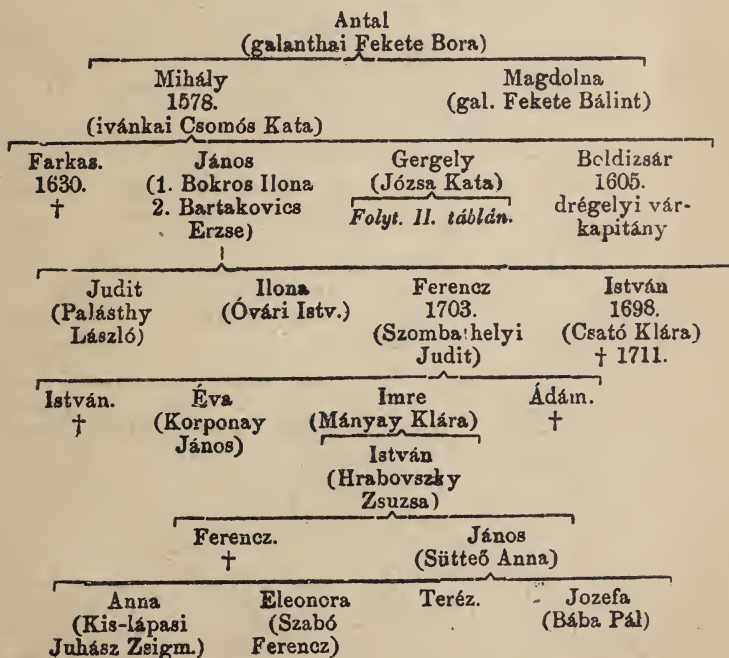 Antal
(galanthai Fekete Bora)
Mihály Magdolna
1578. (gal. Fekete Bálint)
(ivánkai Csomós Kata)
Farkas. János Gergely Boldizsár
1630. (1. Bokros Ilona (Józsa Kata) 1605.
† 2. Bartakovics Folyt. II. táblán. drégelyi vár-
Erzse) kapitány
Judit Ilona Ferencz István
(Palásthy (Óvári Istv.) 1703. 1698.
László) (Szombathelyi (Csató Klára)
Judit) † 1711.
István. Éva Imre Ádám.
† (Korponay (Mányay Klára) †
János)
István
(Hrabovszky
Zsuzsa)
Ferencz. János
† (Sütteő Anna)
Anna Eleonora Teréz. Jozefa
(Kis-lápasi (Szabó (Bába Pál)
Juhász Zsigm.) Ferencz)